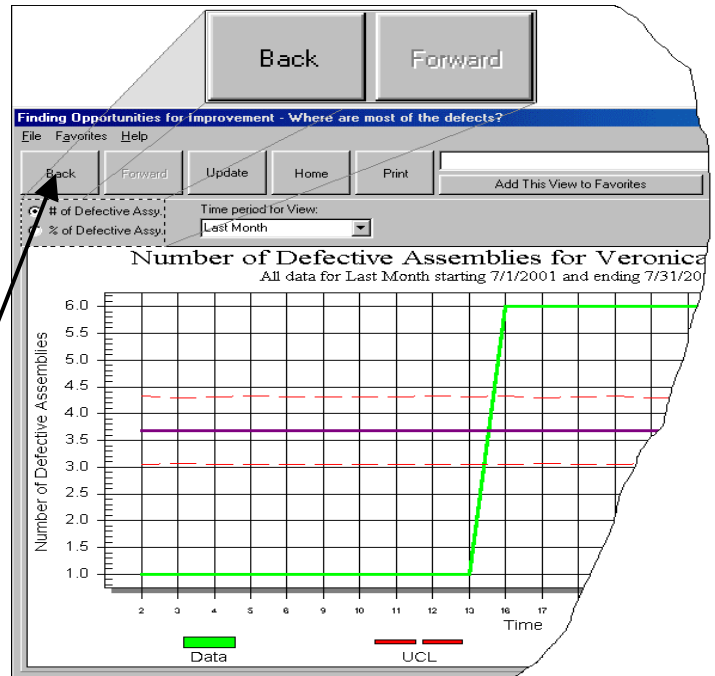 Back Forward
Finding Opportunities for Improvement - Where are most of the defects?
File Favorites Help
Back Forward Update Home Print
Add This View to Favorites
# of Defective Assy. Time period for View:
% of Defective Assy. Last Month
Number of Defective Assemblies for Veronica
All data for Last Month starting 7/1/2001 and ending 7/31/20
Number of Defective Assemblies
6.0
5.5
5.0
4.5
4.0
3.5
3.0
2.5
2.0
1.5
1.0
2 3 4 5 6 9 10 11 12 13 16 17
Time
Data UCL